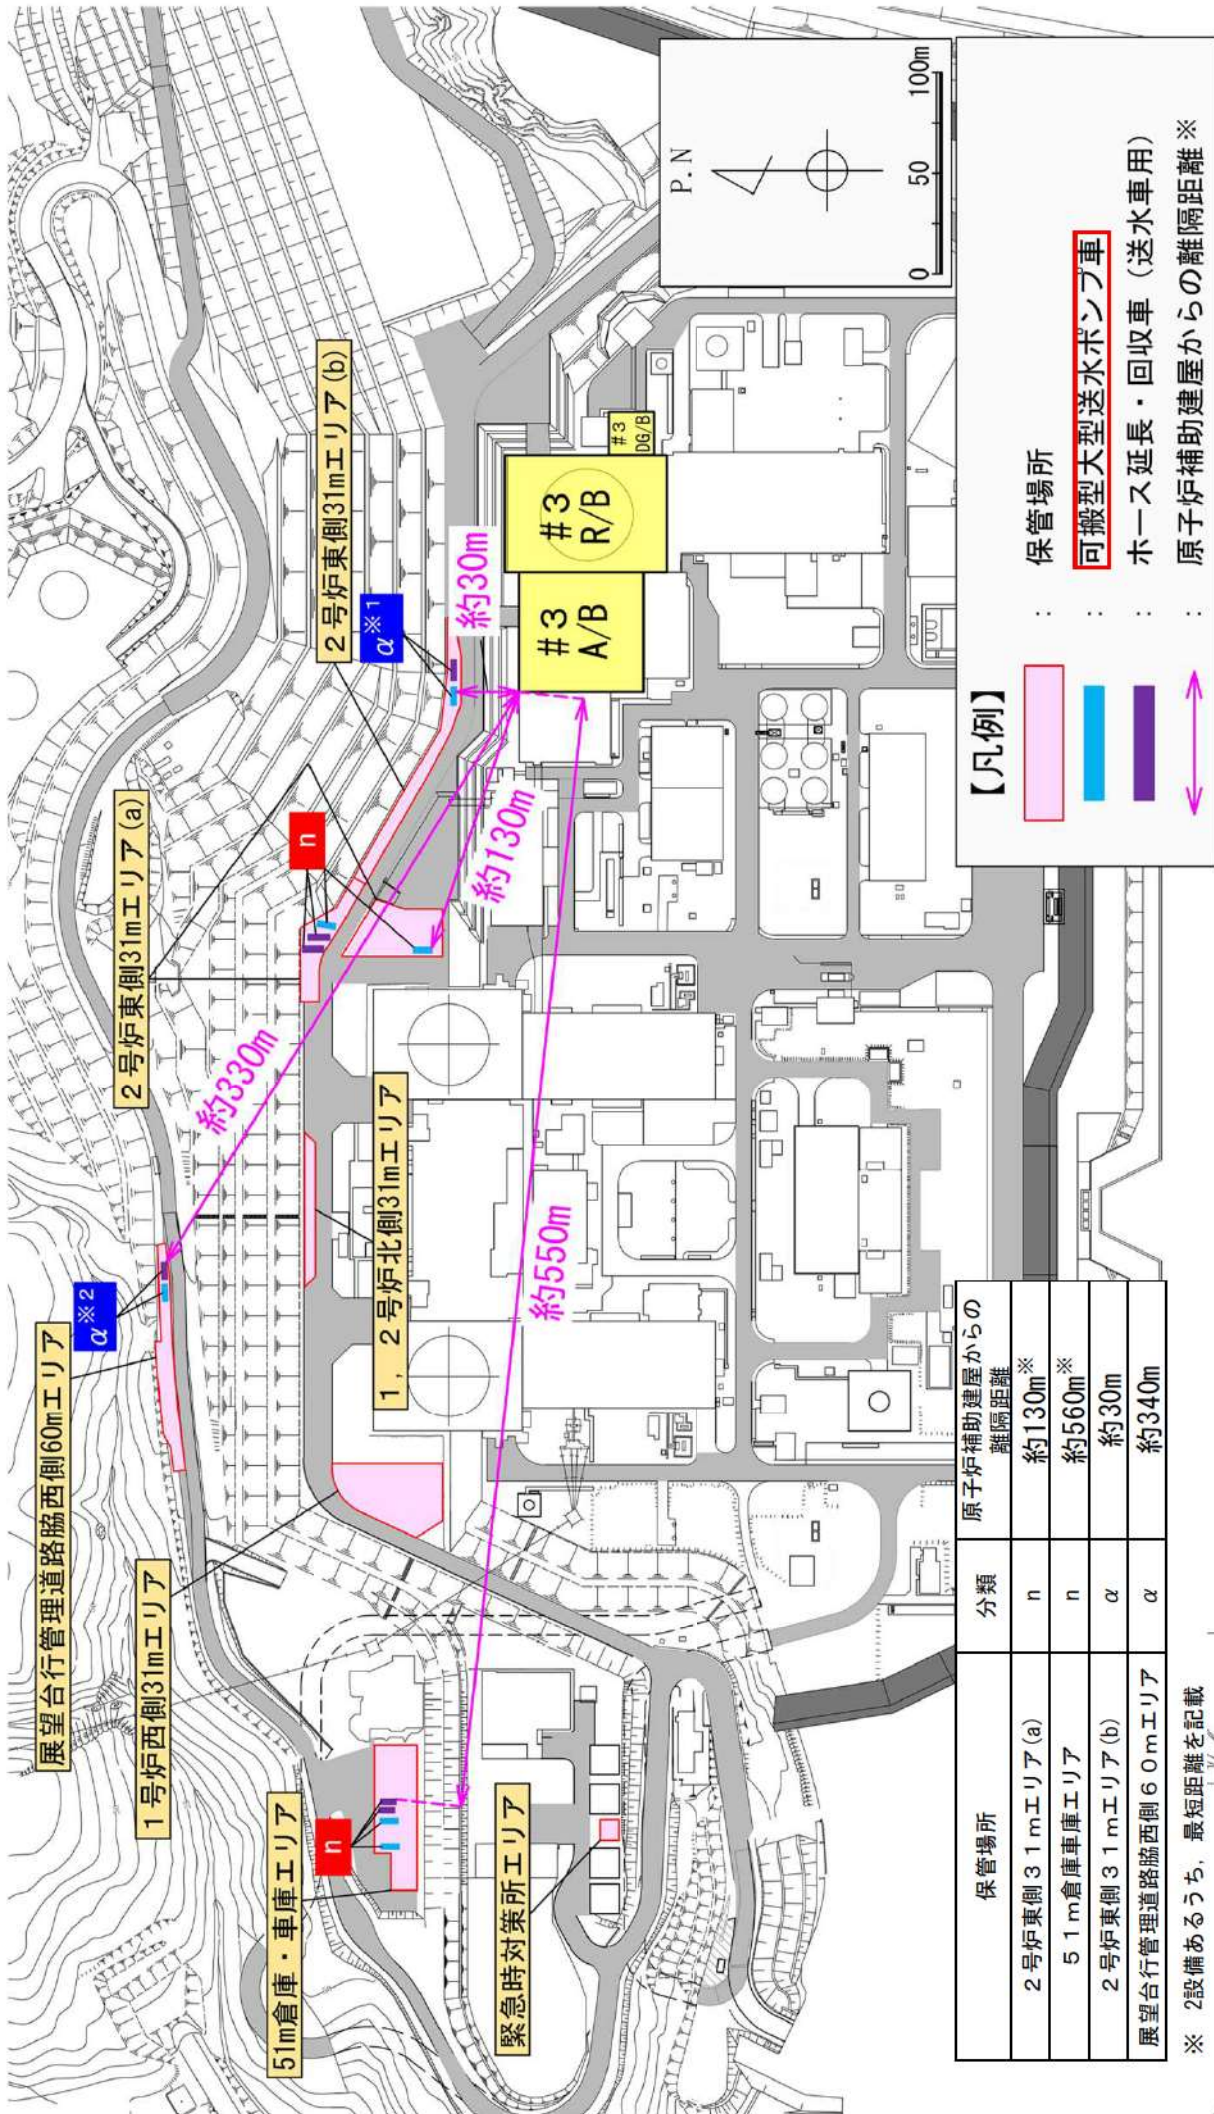 展望台行管理道路脇西側60mエリア
α※2
1号炉西側31mエリア
51m倉庫・車庫エリア
n
緊急時対策所エリア
2号炉東側31mエリア(a)
n
2号炉東側31mエリア(b)
α※1
1，2号炉北側31mエリア
約330m
約130m
約30m
約550m
#3
A/B
#3
R/B
#3
DG/B
P.N
0 50 100m
【凡例】
： 保管場所
： 可搬型大型送水ポンプ車
： ホース延長・回収車（送水車用）
： 原子炉補助建屋からの離隔距離※
保管場所 分類 原子炉補助建屋からの
離隔距離
2号炉東側31mエリア(a) n 約130m※
51m倉庫車庫エリア n 約560m※
2号炉東側31mエリア(b) α 約30m
展望台行管理道路脇西側60mエリア α 約340m
※ 2設備あるうち，最短距離を記載